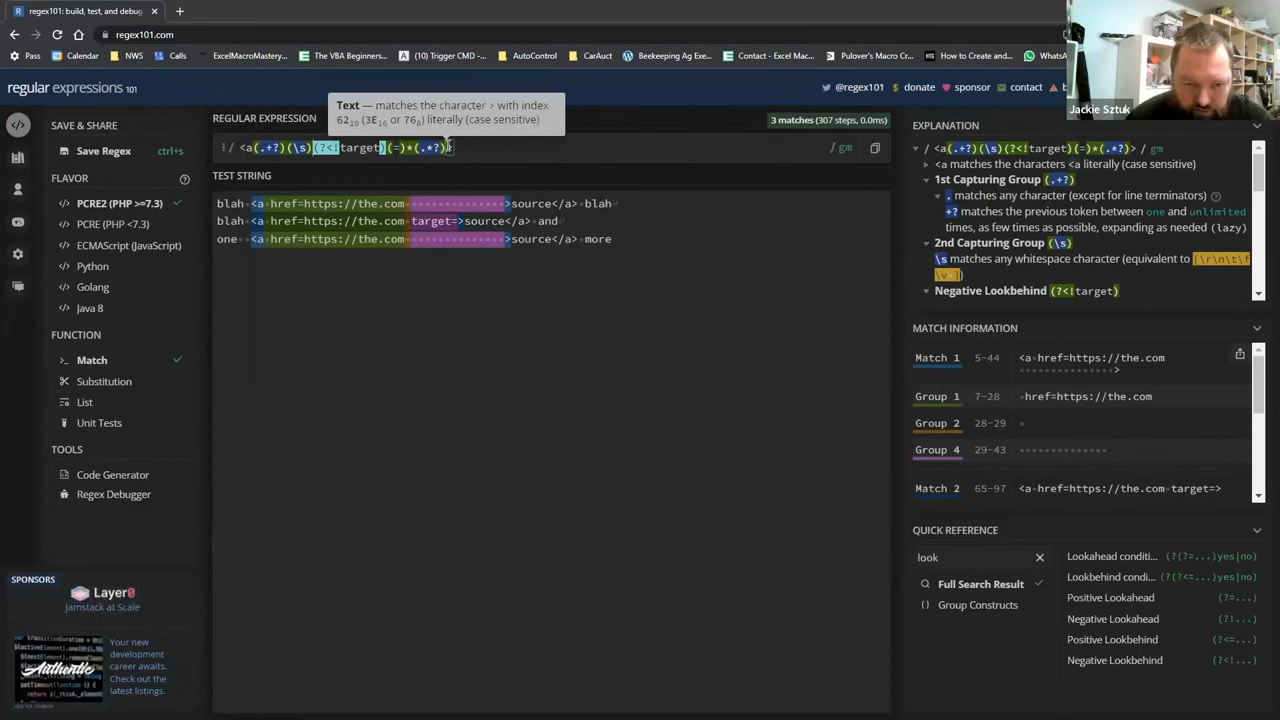 regex101: build, test, and debug
regex101.com
Pass
Calendar
ExcelMacroMastery
The VBA Beginners...
(10) Trigger CMD -...
AutoControl
CarAuct
Beekeeping Ag Ex...
Contact - Excel Mac...
Pulover's Macro Cr...
How to Create and...
WhatsA
Jackie Sztuk
regular expressions 101
@regex101
donate
sponsor
contact
SAVE & SHARE
Save Regex
ctrl+s
FLAVOR
PCRE2 (PHP >=7.3)
PCRE (PHP <7.3)
ECMAScript (JavaScript)
Python
Golang
Java 8
FUNCTION
Match
Substitution
List
Unit Tests
TOOLS
Code Generator
Regex Debugger
SPONSORS
Layer0
Jamstack at Scale
Authentic
Your new
development
career awaits.
Check out the
latest listings.
REGULAR EXPRESSION
Text — matches the character > with index
62₁₀ (3E₁₆ or 76₈) literally (case sensitive)
3 matches (307 steps, 0.0ms)
/ <a(.+?)(\s)(?<!target)(=)*(.*?)> / gm
TEST STRING
blah <a href=https://the.com ··············>source</a> blah
blah <a href=https://the.com target=>source</a> and
one <a href=https://the.com ··············>source</a> more
EXPLANATION
/ <a(.+?)(\s)(?<!target)(=)*(.*?)> / gm
<a matches the characters <a literally (case sensitive)
1st Capturing Group (.+?)
. matches any character (except for line terminators)
+? matches the previous token between one and unlimited
times, as few times as possible, expanding as needed (lazy)
2nd Capturing Group (\s)
\s matches any whitespace character (equivalent to [\r\n\t\f
\v ])
Negative Lookbehind (?<!target)
MATCH INFORMATION
Match 1 5-44 <a href=https://the.com
··············>
Group 1 7-28 ·href=https://the.com
Group 2 28-29 ·
Group 4 29-43 ··············
Match 2 65-97 <a href=https://the.com target=>
QUICK REFERENCE
look
Full Search Result
Group Constructs
Lookahead conditi... (?(?=...)yes|no)
Lookbehind condi... (?(?<=...)yes|no)
Positive Lookahead (?=...)
Negative Lookahead (?!...)
Positive Lookbehind (?<=...)
Negative Lookbehind (?<!...)